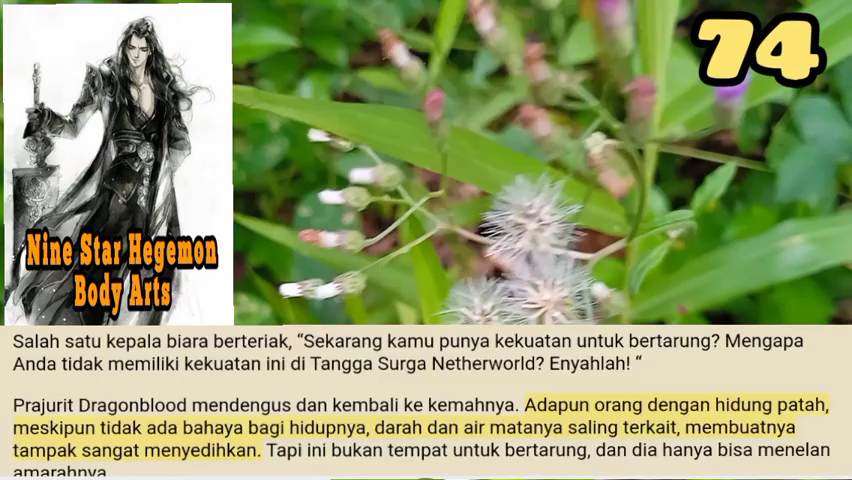 74
Nine Star Hegemon
Body Arts
Salah satu kepala biara berteriak, “Sekarang kamu punya kekuatan untuk bertarung? Mengapa
Anda tidak memiliki kekuatan ini di Tangga Surga Netherworld? Enyahlah! “
Prajurit Dragonblood mendengus dan kembali ke kemahnya. Adapun orang dengan hidung patah,
meskipun tidak ada bahaya bagi hidupnya, darah dan air matanya saling terkait, membuatnya
tampak sangat menyedihkan. Tapi ini bukan tempat untuk bertarung, dan dia hanya bisa menelan
amarahnya